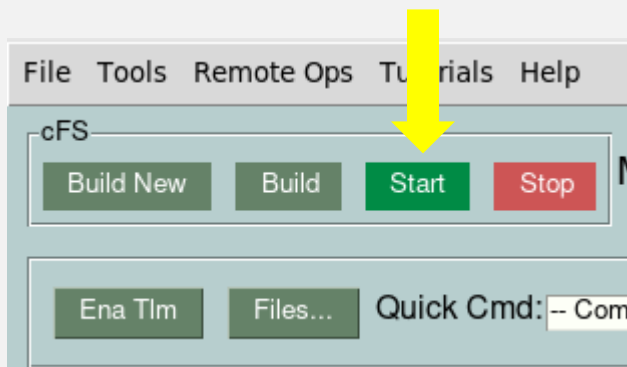 File Tools Remote Ops Tutorials Help
cFS
Build New Build Start Stop
Ena Tlm Files... Quick Cmd: -- Com